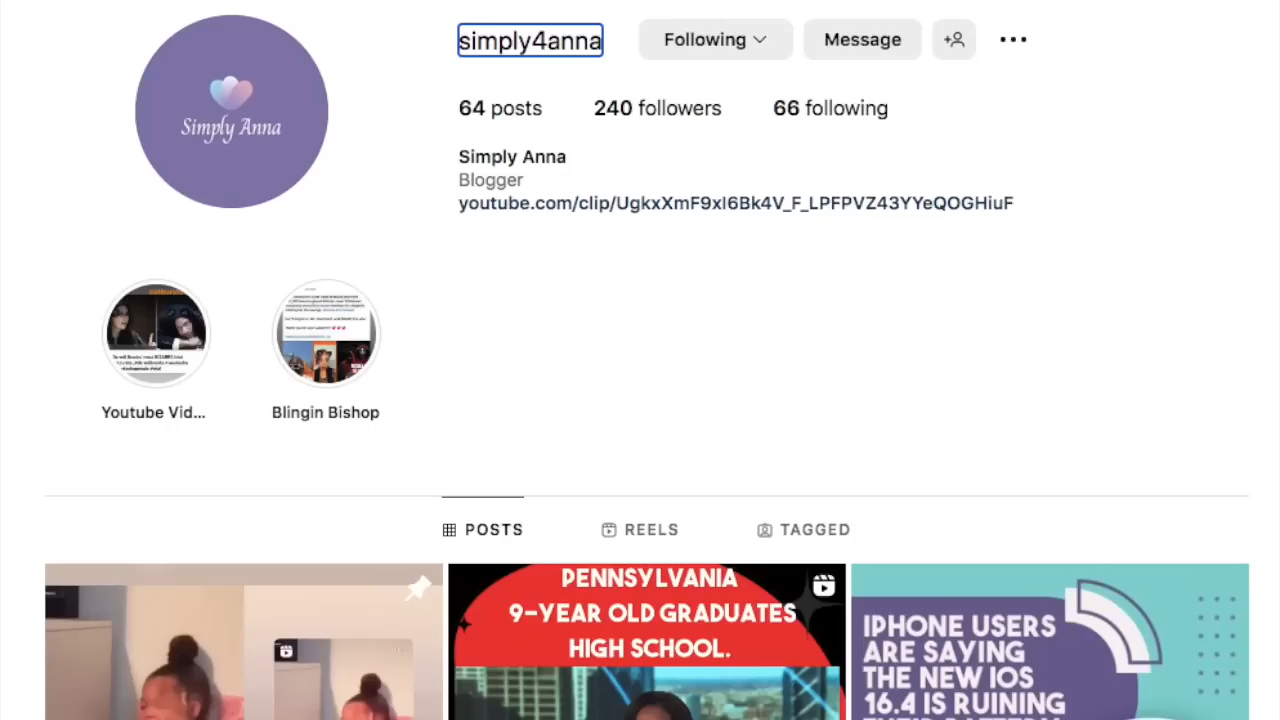 simply4anna
Following
Message
64 posts
240 followers
66 following
Simply Anna
Simply Anna
Blogger
youtube.com/clip/UgkxXmF9xI6Bk4V_F_LPFPVZ43YYeQOGHiuF
Youtube Vid...
Blingin Bishop
POSTS
REELS
TAGGED
PENNSYLVANIA
9-YEAR OLD GRADUATES
HIGH SCHOOL.
IPHONE USERS
ARE SAYING
THE NEW IOS
16.4 IS RUINING